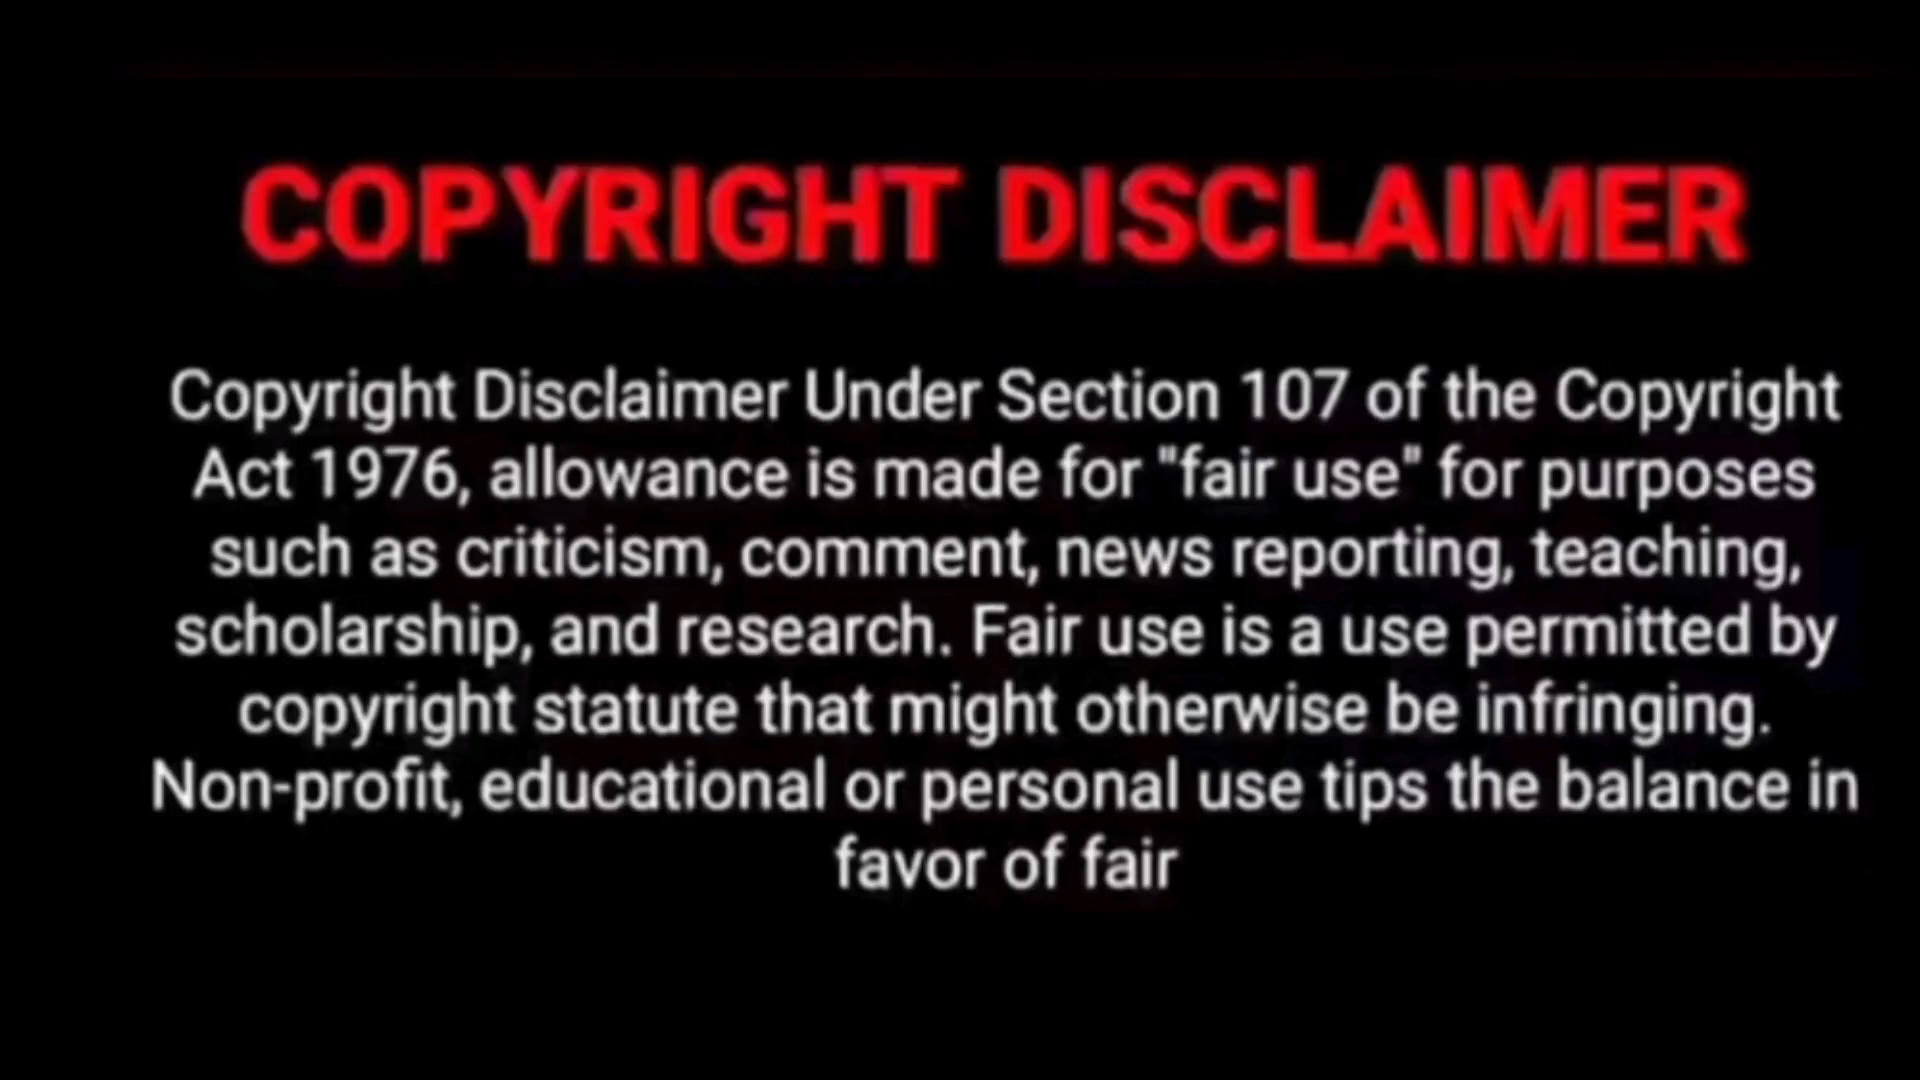 COPYRIGHT DISCLAIMER
Copyright Disclaimer Under Section 107 of the Copyright
Act 1976, allowance is made for "fair use" for purposes
such as criticism, comment, news reporting, teaching,
scholarship, and research. Fair use is a use permitted by
copyright statute that might otherwise be infringing.
Non-profit, educational or personal use tips the balance in
favor of fair